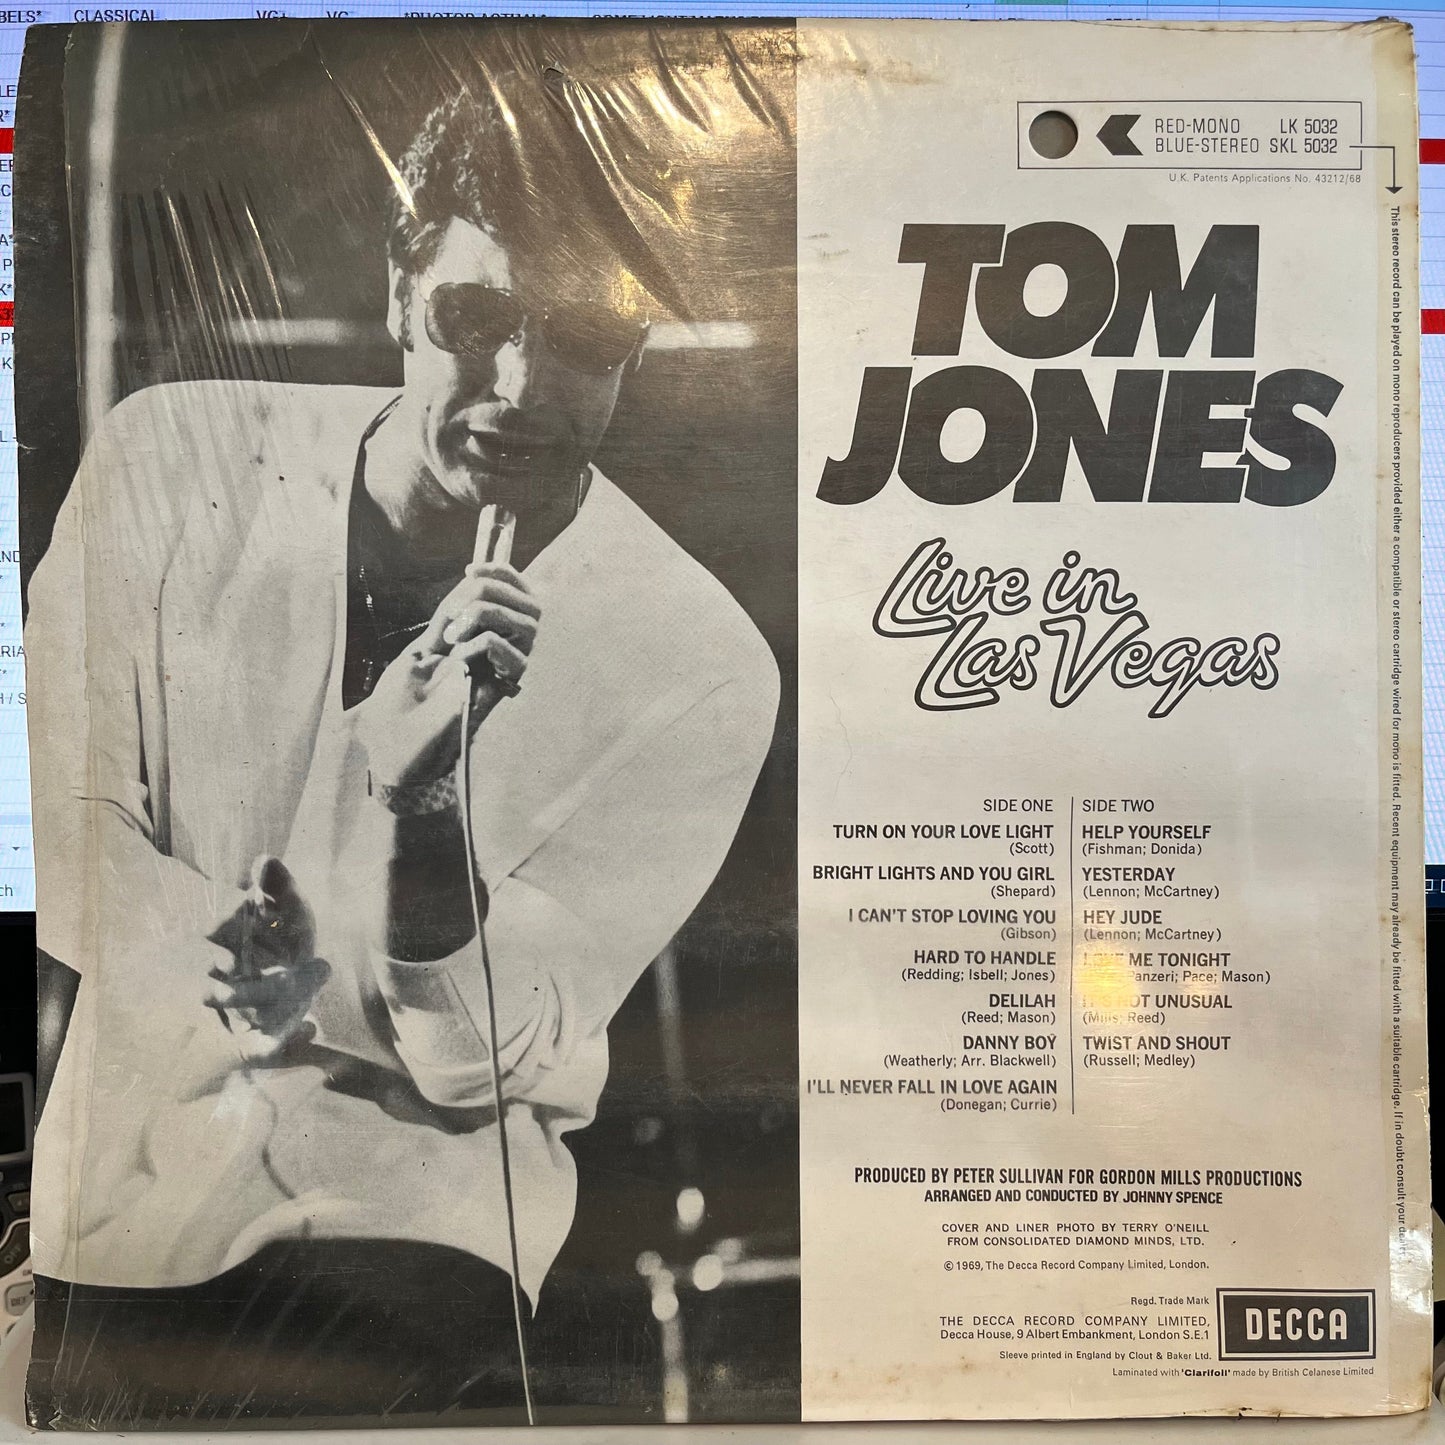 BELS*
CLASSICAL
VG+
VG
RED-MONO LK 5032
BLUE-STEREO SKL 5032
U.K. Patents Applications No. 43212/68
TOM
JONES
Live in
Las Vegas
SIDE ONE
TURN ON YOUR LOVE LIGHT
(Scott)
BRIGHT LIGHTS AND YOU GIRL
(Shepard)
I CAN'T STOP LOVING YOU
(Gibson)
HARD TO HANDLE
(Redding; Isbell; Jones)
DELILAH
(Reed; Mason)
DANNY BOY
(Weatherly; Arr. Blackwell)
I'LL NEVER FALL IN LOVE AGAIN
(Donegan; Currie)
SIDE TWO
HELP YOURSELF
(Fishman; Donida)
YESTERDAY
(Lennon; McCartney)
HEY JUDE
(Lennon; McCartney)
ME TONIGHT
Panzeri; Pace; Mason)
IT'S NOT UNUSUAL
(Mills; Reed)
TWIST AND SHOUT
(Russell; Medley)
PRODUCED BY PETER SULLIVAN FOR GORDON MILLS PRODUCTIONS
ARRANGED AND CONDUCTED BY JOHNNY SPENCE
COVER AND LINER PHOTO BY TERRY O'NEILL
FROM CONSOLIDATED DIAMOND MINDS, LTD.
© 1969, The Decca Record Company Limited, London.
Regd. Trade Mark
THE DECCA RECORD COMPANY LIMITED,
Decca House, 9 Albert Embankment, London S.E.1
DECCA
Sleeve printed in England by Clout & Baker Ltd.
Laminated with 'Clarifoil' made by British Celanese Limited
This stereo record can be played on mono reproducers provided either a compatible or stereo cartridge wired for mono is fitted. Recent equipment may already be fitted with a suitable cartridge. If in doubt consult your dealer.